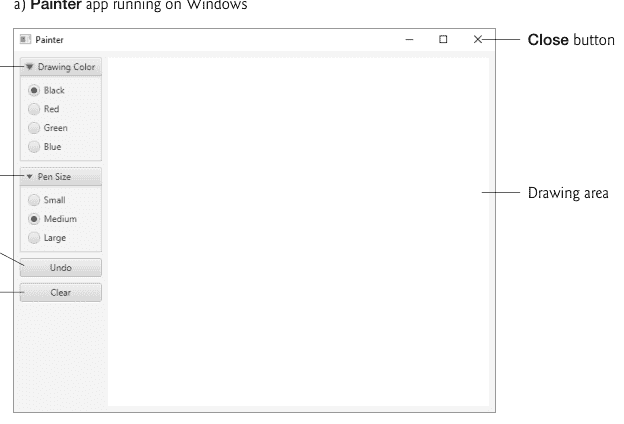 a) Painter app running on Windows
Painter
Close button
Drawing Color
Black
Red
Green
Blue
Pen Size
Small
Medium
Large
Undo
Clear
Drawing area